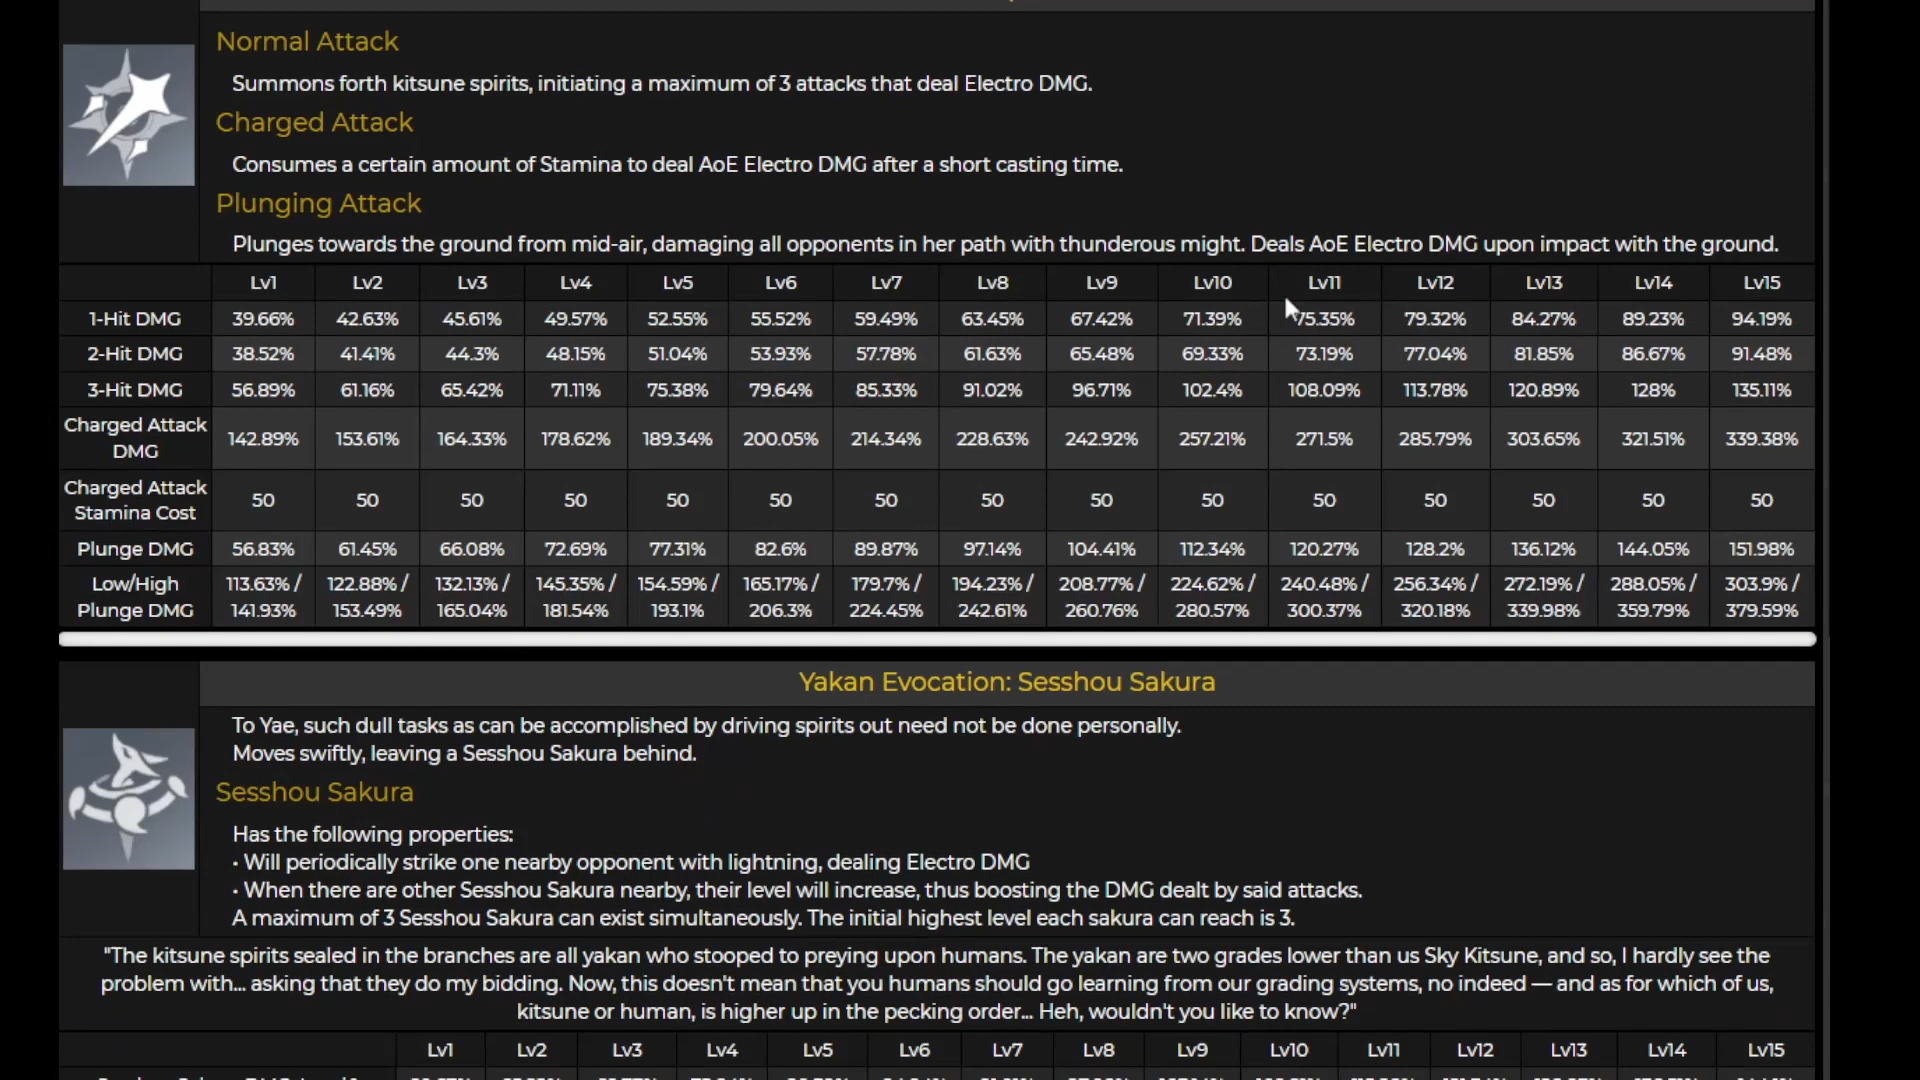 Normal Attack
Summons forth kitsune spirits, initiating a maximum of 3 attacks that deal Electro DMG.
Charged Attack
Consumes a certain amount of Stamina to deal AoE Electro DMG after a short casting time.
Plunging Attack
Plunges towards the ground from mid-air, damaging all opponents in her path with thunderous might. Deals AoE Electro DMG upon impact with the ground.
Lv1 Lv2 Lv3 Lv4 Lv5 Lv6 Lv7 Lv8 Lv9 Lv10 Lv11 Lv12 Lv13 Lv14 Lv15
1-Hit DMG 39.66% 42.63% 45.61% 49.57% 52.55% 55.52% 59.49% 63.45% 67.42% 71.39% 75.35% 79.32% 84.27% 89.23% 94.19%
2-Hit DMG 38.52% 41.41% 44.3% 48.15% 51.04% 53.93% 57.78% 61.63% 65.48% 69.33% 73.19% 77.04% 81.85% 86.67% 91.48%
3-Hit DMG 56.89% 61.16% 65.42% 71.11% 75.38% 79.64% 85.33% 91.02% 96.71% 102.4% 108.09% 113.78% 120.89% 128% 135.11%
Charged Attack
DMG 142.89% 153.61% 164.33% 178.62% 189.34% 200.05% 214.34% 228.63% 242.92% 257.21% 271.5% 285.79% 303.65% 321.51% 339.38%
Charged Attack
Stamina Cost 50 50 50 50 50 50 50 50 50 50 50 50 50 50 50
Plunge DMG 56.83% 61.45% 66.08% 72.69% 77.31% 82.6% 89.87% 97.14% 104.41% 112.34% 120.27% 128.2% 136.12% 144.05% 151.98%
Low/High 113.63% / 122.88% / 132.13% / 145.35% / 154.59% / 165.17% / 179.7% / 194.23% / 208.77% / 224.62% / 240.48% / 256.34% / 272.19% / 288.05% / 303.9% /
Plunge DMG 141.93% 153.49% 165.04% 181.54% 193.1% 206.3% 224.45% 242.61% 260.76% 280.57% 300.37% 320.18% 339.98% 359.79% 379.59%
Yakan Evocation: Sesshou Sakura
To Yae, such dull tasks as can be accomplished by driving spirits out need not be done personally.
Moves swiftly, leaving a Sesshou Sakura behind.
Sesshou Sakura
Has the following properties:
• Will periodically strike one nearby opponent with lightning, dealing Electro DMG
• When there are other Sesshou Sakura nearby, their level will increase, thus boosting the DMG dealt by said attacks.
A maximum of 3 Sesshou Sakura can exist simultaneously. The initial highest level each sakura can reach is 3.
"The kitsune spirits sealed in the branches are all yakan who stooped to preying upon humans. The yakan are two grades lower than us Sky Kitsune, and so, I hardly see the
problem with... asking that they do my bidding. Now, this doesn't mean that you humans should go learning from our grading systems, no indeed — and as for which of us,
kitsune or human, is higher up in the pecking order... Heh, wouldn't you like to know?"
Lv1 Lv2 Lv3 Lv4 Lv5 Lv6 Lv7 Lv8 Lv9 Lv10 Lv11 Lv12 Lv13 Lv14 Lv15